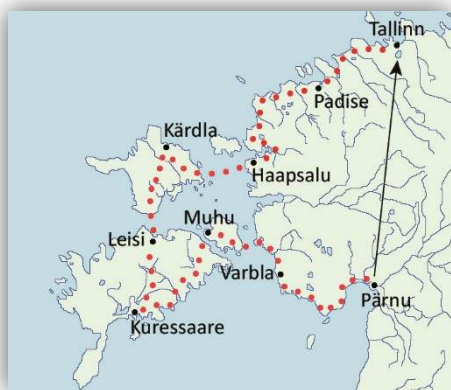 Tallinn
Padise
Kärdla
Haapsalu
Muhu
Leisi
Varbla
Pärnu
Kuressaare